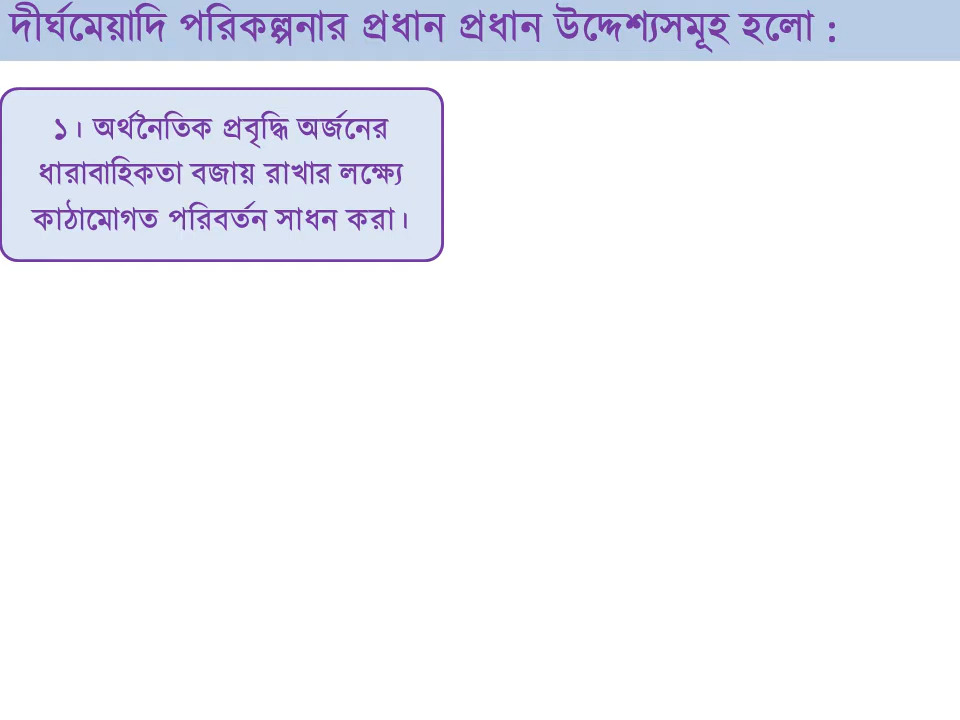 দীর্ঘমেয়াদি পরিকল্পনার প্রধান প্রধান উদ্দেশ্যসমূহ হলো :
১। অর্থনৈতিক প্রবৃদ্ধি অর্জনের
ধারাবাহিকতা বজায় রাখার লক্ষ্যে
কাঠামোগত পরিবর্তন সাধন করা।